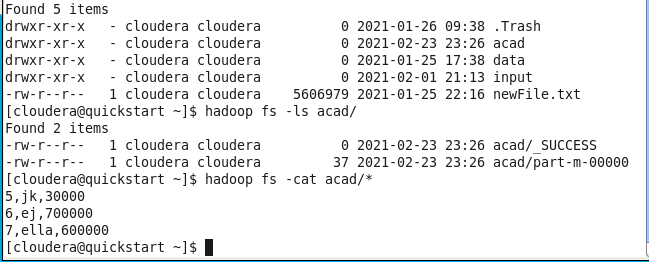 Found 5 items
drwxr-xr-x   - cloudera cloudera          0 2021-01-26 09:38 .Trash
drwxr-xr-x   - cloudera cloudera          0 2021-02-23 23:26 acad
drwxr-xr-x   - cloudera cloudera          0 2021-01-25 17:38 data
drwxr-xr-x   - cloudera cloudera          0 2021-02-01 21:13 input
-rw-r--r--   1 cloudera cloudera    5606979 2021-01-25 22:16 newFile.txt
[cloudera@quickstart ~]$ hadoop fs -ls acad/
Found 2 items
-rw-r--r--   1 cloudera cloudera          0 2021-02-23 23:26 acad/_SUCCESS
-rw-r--r--   1 cloudera cloudera         37 2021-02-23 23:26 acad/part-m-00000
[cloudera@quickstart ~]$ hadoop fs -cat acad/*
5,jk,30000
6,ej,700000
7,ella,600000
[cloudera@quickstart ~]$